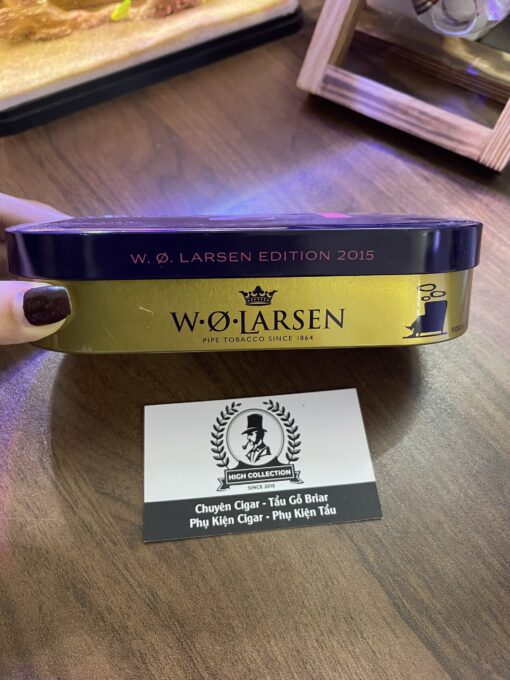 W. Ø. LARSEN EDITION 2015
W·Ø·LARSEN
PIPE TOBACCO SINCE 1864
100
HIGH COLLECTION
SINCE 2015
Chuyên Cigar - Tẩu Gỗ Briar
Phụ Kiện Cigar - Phụ Kiện Tẩu